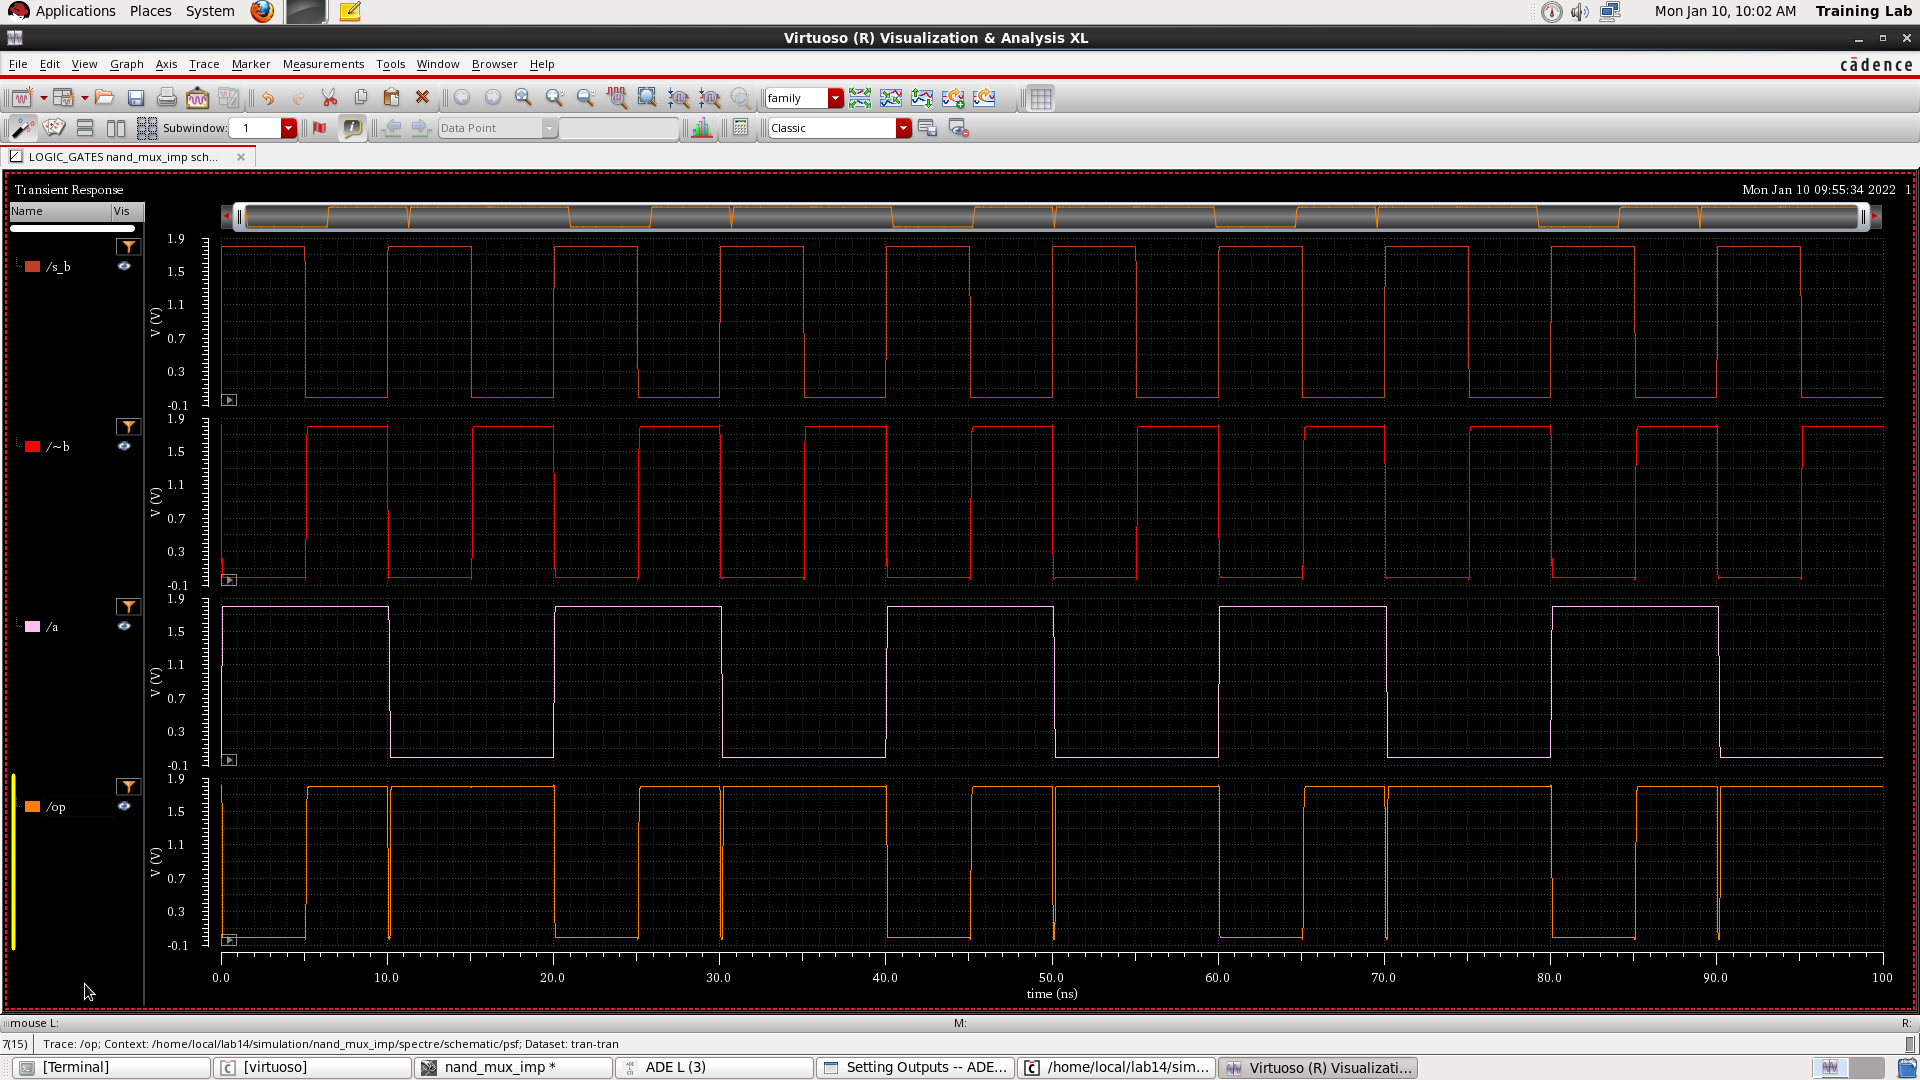 Applications Places System Mon Jan 10, 10:02 AM Training Lab
Virtuoso (R) Visualization & Analysis XL
File Edit View Graph Axis Trace Marker Measurements Tools Window Browser Help cādence
family
Subwindow: 1 Data Point Classic
LOGIC_GATES nand_mux_imp sch...
Transient Response Mon Jan 10 09:55:34 2022 1
Name Vis
/s_b
V (V)
1.9
1.5
1.1
0.7
0.3
-0.1
/~b
V (V)
1.9
1.5
1.1
0.7
0.3
-0.1
/a
V (V)
1.9
1.5
1.1
0.7
0.3
-0.1
/op
V (V)
1.9
1.5
1.1
0.7
0.3
-0.1
0.0 10.0 20.0 30.0 40.0 50.0 60.0 70.0 80.0 90.0 100
time (ns)
mouse L: M: R:
7(15) Trace: /op; Context: /home/local/lab14/simulation/nand_mux_imp/spectre/schematic/psf; Dataset: tran-tran
[Terminal] [virtuoso] nand_mux_imp * ADE L (3) Setting Outputs -- ADE... /home/local/lab14/sim... Virtuoso (R) Visualizati...